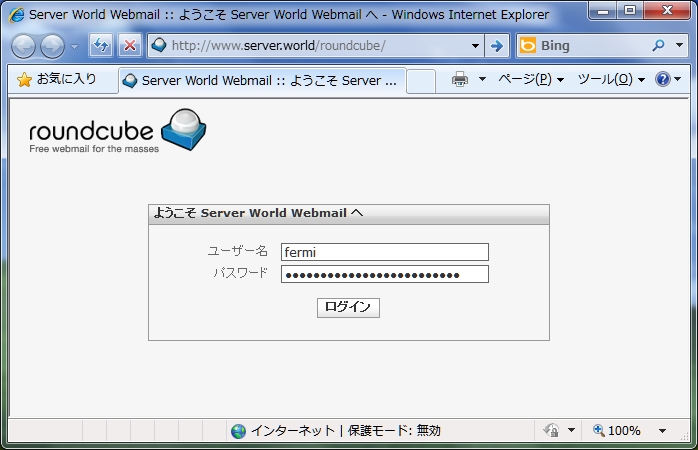 Server World Webmail :: ようこそ Server World Webmail へ - Windows Internet Explorer
http://www.server.world/roundcube/
Bing
お気に入り
Server World Webmail :: ようこそ Server ...
ページ(P)
ツール(O)
roundcube
Free webmail for the masses
ようこそ Server World Webmail へ
ユーザー名 fermi
パスワード •••••••••••••••••••••••••
ログイン
インターネット | 保護モード: 無効
100%